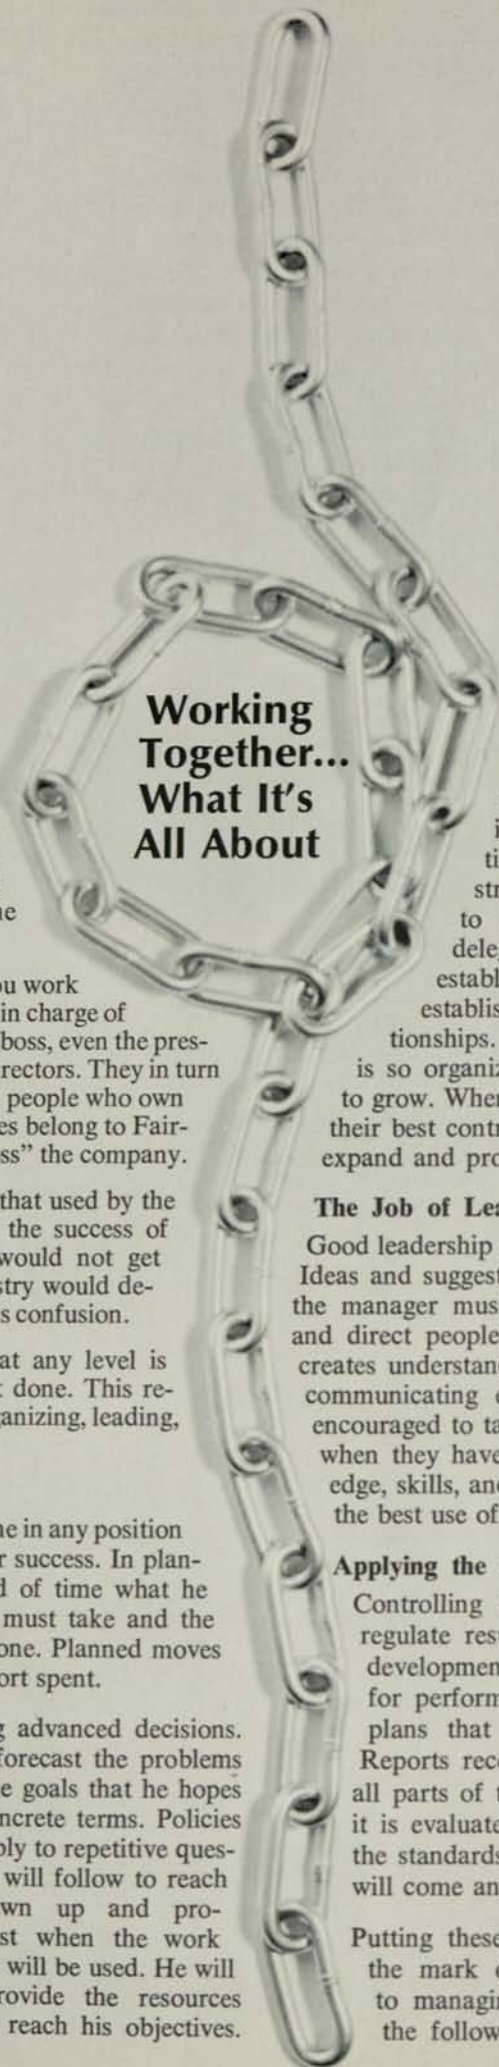 Working
Together...
What It's
All About
ou work
in charge of
boss, even the pres-
rectors. They in turn
people who own
es belong to Fair-
ss" the company.
that used by the
the success of
would not get
stry would de-
s confusion.
at any level is
t done. This re-
ganizing, leading,
ne in any position
r success. In plan-
d of time what he
must take and the
one. Planned moves
ort spent.
g advanced decisions.
forecast the problems
e goals that he hopes
ncrete terms. Policies
ply to repetitive ques-
will follow to reach
wn up and pro-
st when the work
will be used. He will
rovide the resources
reach his objectives.
i
ti
str
to
dele
establ
establis
tionships.
is so organiz
to grow. When
their best contr
expand and pro
The Job of Lea
Good leadership
Ideas and suggest
the manager mus
and direct people
creates understan
communicating
encouraged to ta
when they have
edge, skills, and
the best use of
Applying the
Controlling
regulate res
developmen
for perform
plans that
Reports rec
all parts of t
it is evaluate
the standards
will come an
Putting these
the mark
to managin
the follow